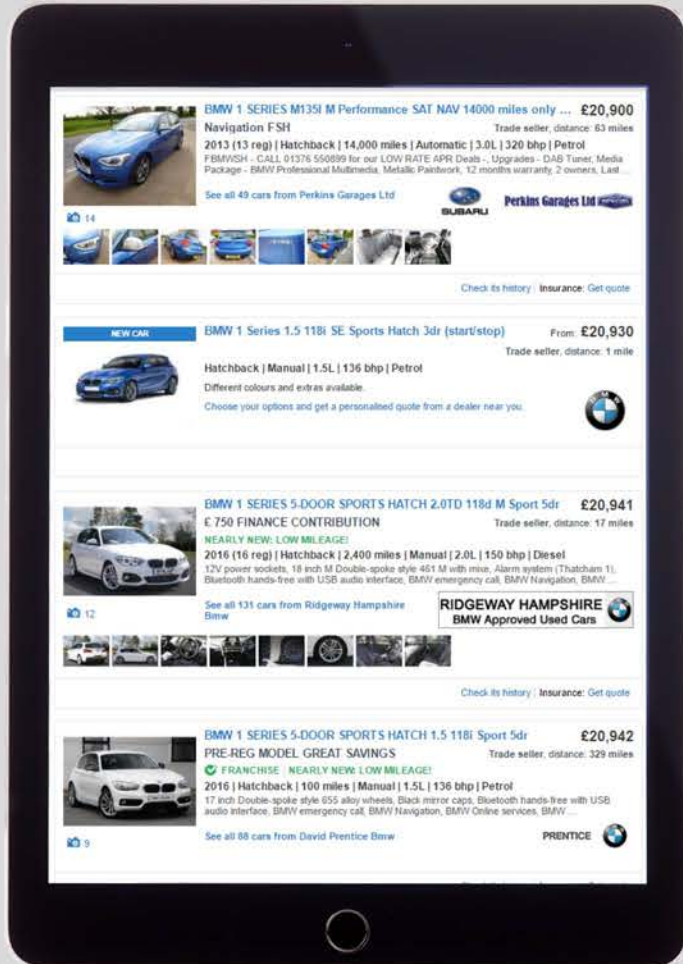 BMW 1 SERIES M135I M Performance SAT NAV 14000 miles only ... £20,900
Navigation FSH Trade seller, distance: 63 miles
2013 (13 reg) | Hatchback | 14,000 miles | Automatic | 3.0L | 320 bhp | Petrol
FBMWSH - CALL 01376 550899 for our LOW RATE APR Deals -, Upgrades - DAB Tuner, Media
Package - BMW Professional Multimedia, Metallic Paintwork, 12 months warranty, 2 owners, Last ...
See all 49 cars from Perkins Garages Ltd
SUBARU
Perkins Garages Ltd
14
Check its history | Insurance: Get quote
NEW CAR
BMW 1 Series 1.5 118i SE Sports Hatch 3dr (start/stop) From £20,930
Trade seller, distance: 1 mile
Hatchback | Manual | 1.5L | 136 bhp | Petrol
Different colours and extras available.
Choose your options and get a personalised quote from a dealer near you.
BMW
BMW 1 SERIES 5-DOOR SPORTS HATCH 2.0TD 118d M Sport 5dr £20,941
£ 750 FINANCE CONTRIBUTION Trade seller, distance: 17 miles
NEARLY NEW: LOW MILEAGE!
2016 (16 reg) | Hatchback | 2,400 miles | Manual | 2.0L | 150 bhp | Diesel
12V power sockets, 18 inch M Double-spoke style 461 M with mixe, Alarm system (Thatcham 1),
Bluetooth hands-free with USB audio interface, BMW emergency call, BMW Navigation, BMW ...
See all 131 cars from Ridgeway Hampshire
Bmw
RIDGEWAY HAMPSHIRE
BMW Approved Used Cars
12
Check its history | Insurance: Get quote
BMW 1 SERIES 5-DOOR SPORTS HATCH 1.5 118i Sport 5dr £20,942
PRE-REG MODEL GREAT SAVINGS Trade seller, distance: 329 miles
FRANCHISE | NEARLY NEW: LOW MILEAGE!
2016 | Hatchback | 100 miles | Manual | 1.5L | 136 bhp | Petrol
17 inch Double-spoke style 655 alloy wheels, Black mirror caps, Bluetooth hands-free with USB
audio interface, BMW emergency call, BMW Navigation, BMW Online services, BMW ...
See all 88 cars from David Prentice Bmw
PRENTICE
9